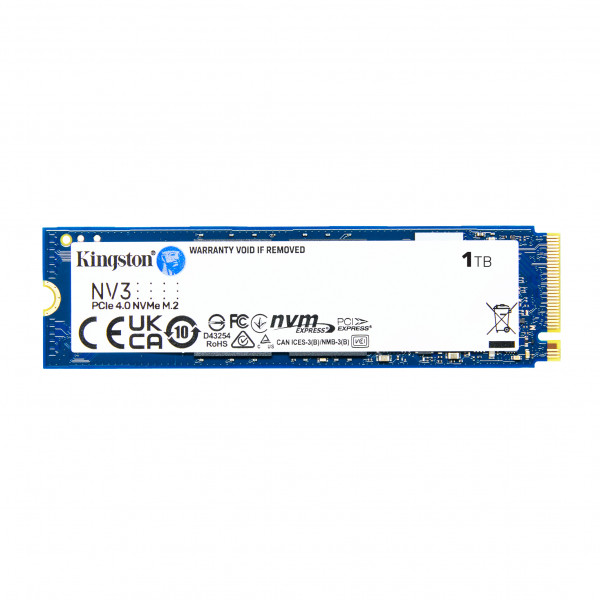 Kingston
WARRANTY VOID IF REMOVED
1TB
NV3
PCIe 4.0 NVMe M.2
CE UK CA 10
D43254
RoHS
FC
nvm EXPRESS
PCI EXPRESS
CAN ICES-3(B)/NMB-3(B)